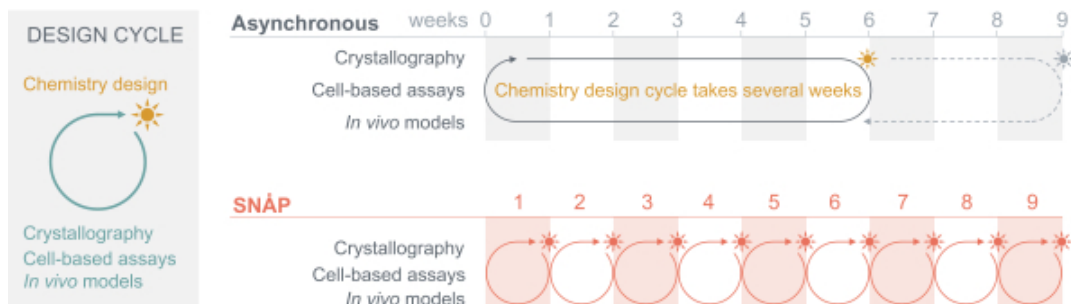 DESIGN CYCLE
Chemistry design
Crystallography
Cell-based assays
In vivo models
Asynchronous weeks 0 1 2 3 4 5 6 7 8 9
Crystallography
Cell-based assays Chemistry design cycle takes several weeks
In vivo models
SNÅP 1 2 3 4 5 6 7 8 9
Crystallography
Cell-based assays
In vivo models